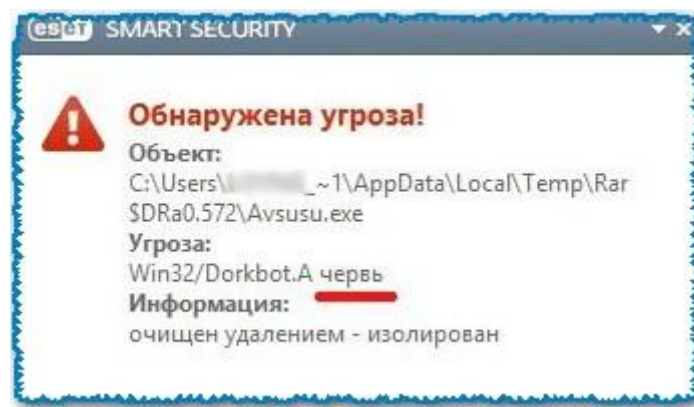 eset SMART SECURITY
Обнаружена угроза!
Объект:
C:\Users\ _~1\AppData\Local\Temp\Rar
$DRa0.572\Avsusu.exe
Угроза:
Win32/Dorkbot.A червь
Информация:
очищен удалением - изолирован